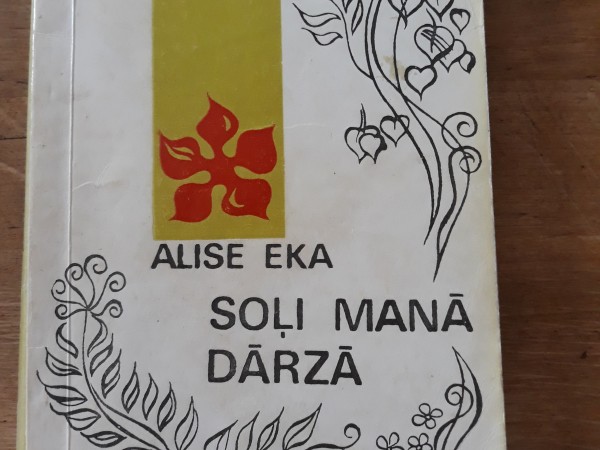 ALISE EKA
SOĻI MANĀ
DĀRZĀ